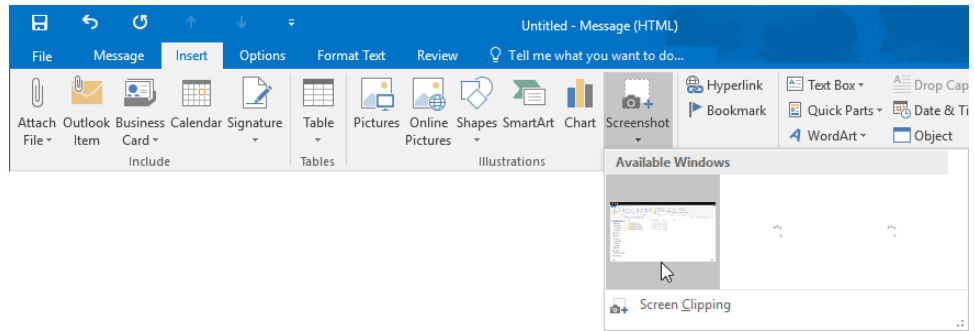 Untitled - Message (HTML)
File Message Insert Options Format Text Review Tell me what you want to do...
Attach File
Outlook Item
Business Card
Calendar
Signature
Include
Table
Tables
Pictures
Online Pictures
Shapes
SmartArt
Chart
Screenshot
Illustrations
Hyperlink
Bookmark
Text Box
Quick Parts
WordArt
Drop Cap
Date & Ti
Object
Available Windows
Screen Clipping